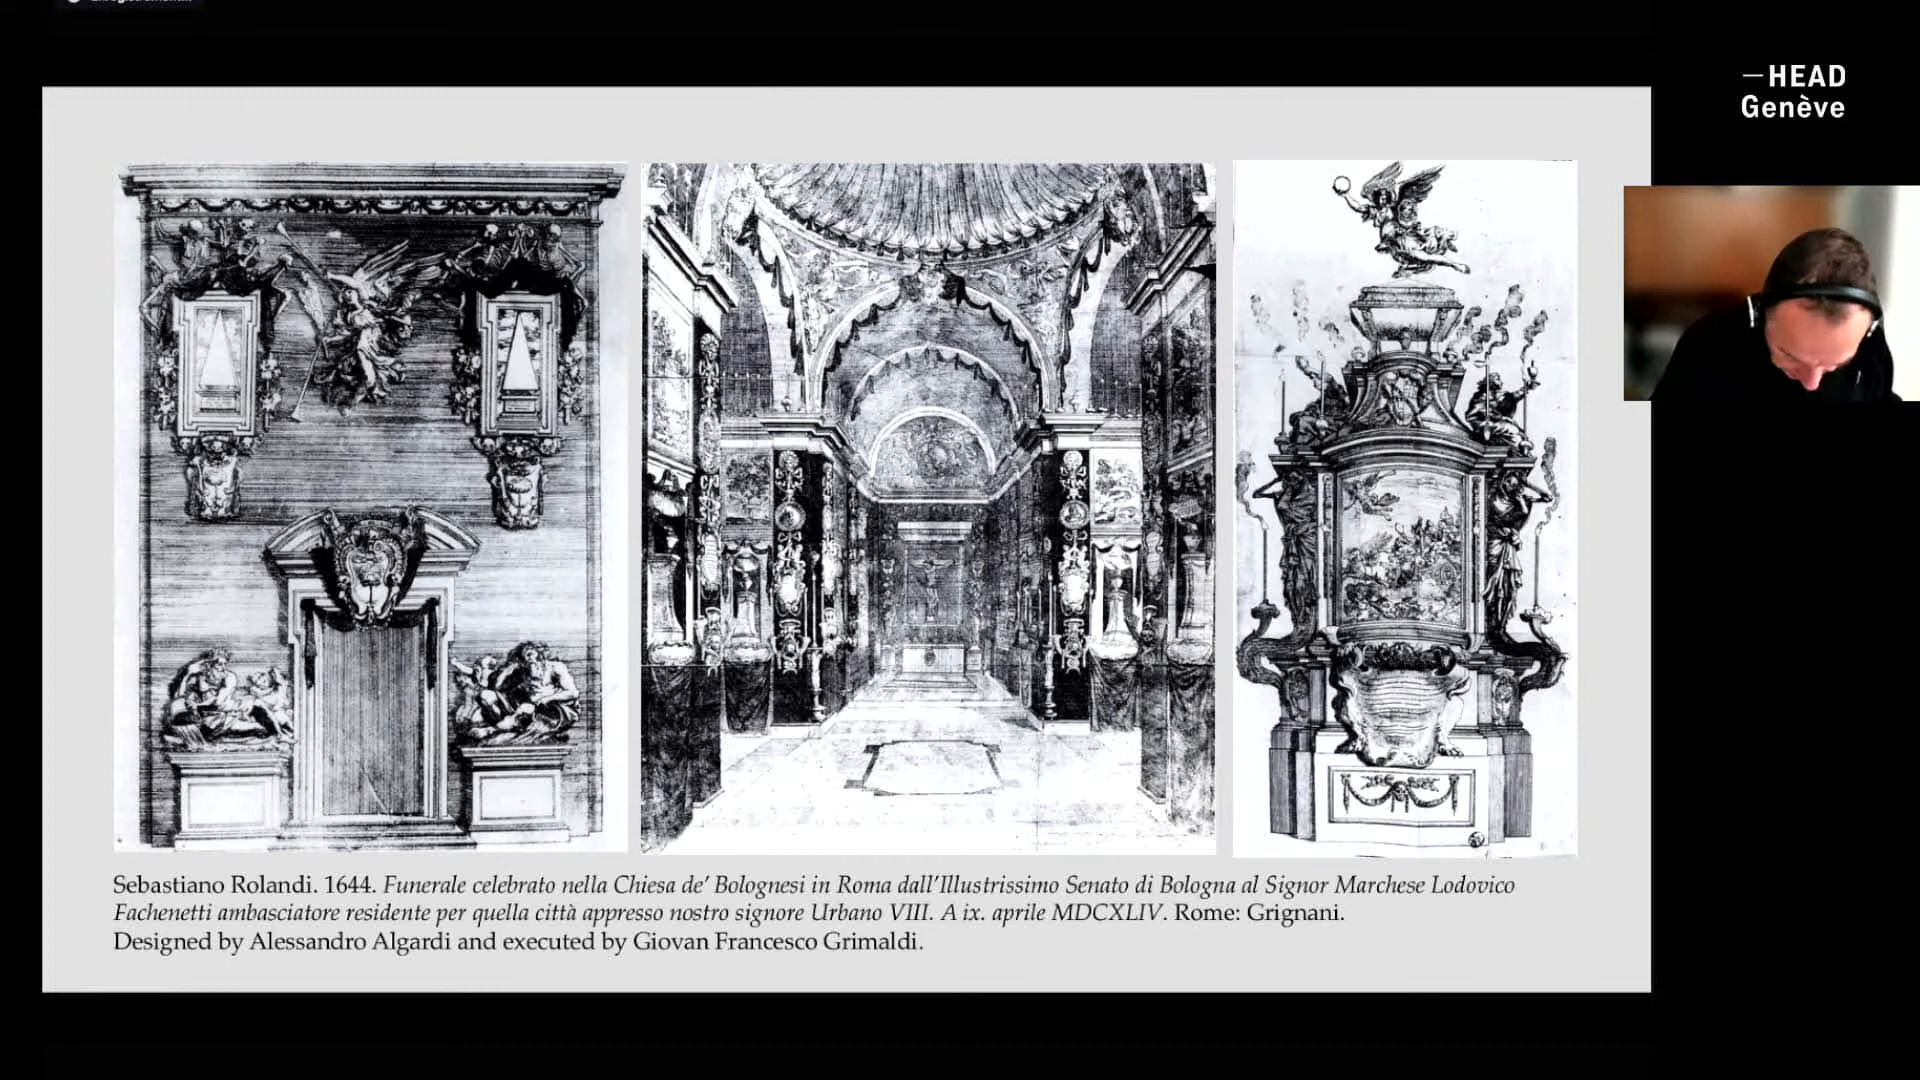 —HEAD
Genève
Sebastiano Rolandi. 1644. Funerale celebrato nella Chiesa de’ Bolognesi in Roma dall’Illustrissimo Senato di Bologna al Signor Marchese Lodovico
Fachenetti ambasciatore residente per quella città appresso nostro signore Urbano VIII. A ix. aprile MDCXLIV. Rome: Grignani.
Designed by Alessandro Algardi and executed by Giovan Francesco Grimaldi.